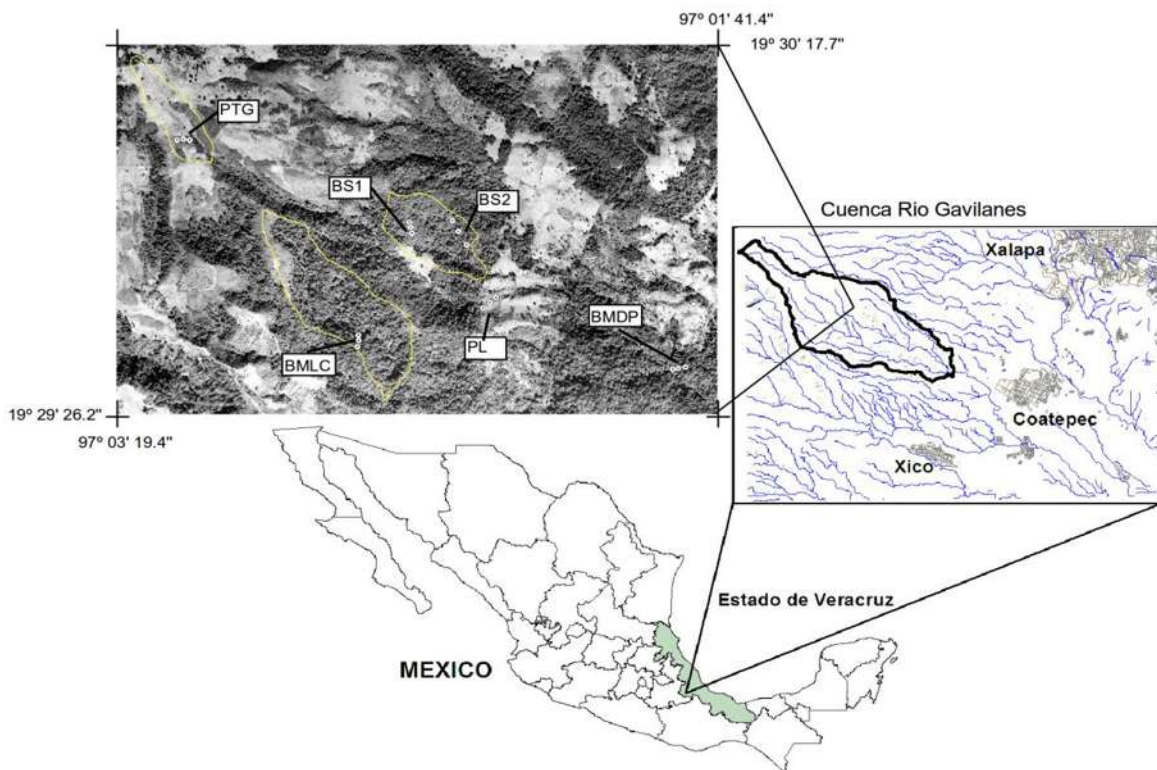 97º 01' 41.4"
19º 30' 17.7"
PTG
BS1
BS2
BMDP
PL
BMLC
19º 29' 26.2"
97º 03' 19.4"
Cuenca Rio Gavilanes
Xalapa
Coatepec
Xico
Estado de Veracruz
MEXICO